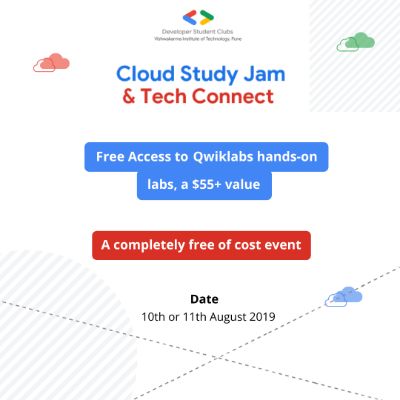 Developer Student Clubs
Vishwakarma Institute of Technology, Pune
Cloud Study Jam
& Tech Connect
Free Access to Qwiklabs hands-on
labs, a $55+ value
A completely free of cost event
Date
10th or 11th August 2019